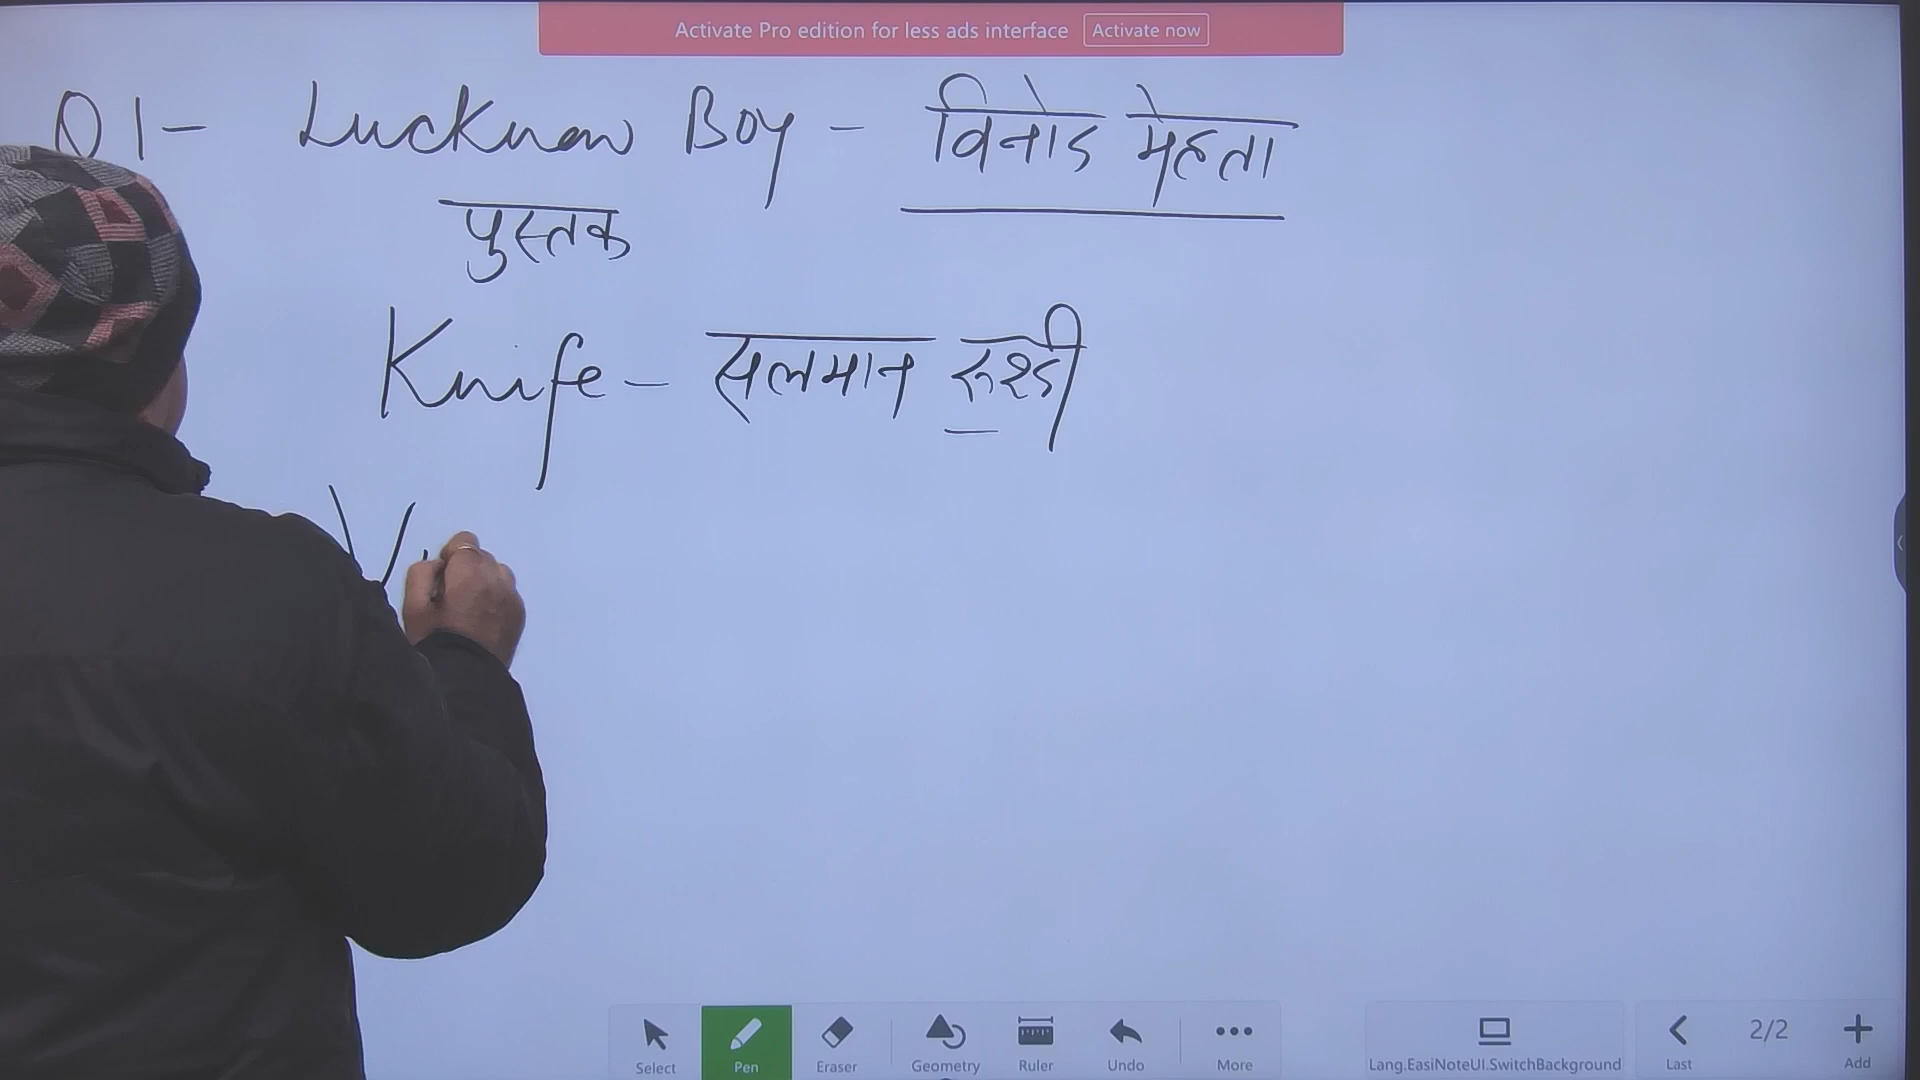 Activate Pro edition for less ads interface Activate now
Q1- Lucknow Boy - विनोद मेहता
पुस्तक
Knife - सलमान रुश्दी
V
Select Pen Eraser Geometry Ruler Undo More Lang.EasiNoteUI.SwitchBackground Last 2/2 Add